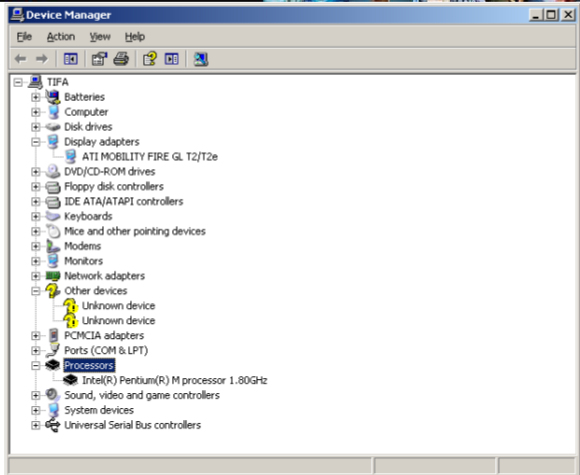 Device Manager
File Action View Help
TIFA
Batteries
Computer
Disk drives
Display adapters
ATI MOBILITY FIRE GL T2/T2e
DVD/CD-ROM drives
Floppy disk controllers
IDE ATA/ATAPI controllers
Keyboards
Mice and other pointing devices
Modems
Monitors
Network adapters
Other devices
Unknown device
Unknown device
PCMCIA adapters
Ports (COM & LPT)
Processors
Intel(R) Pentium(R) M processor 1.80GHz
Sound, video and game controllers
System devices
Universal Serial Bus controllers